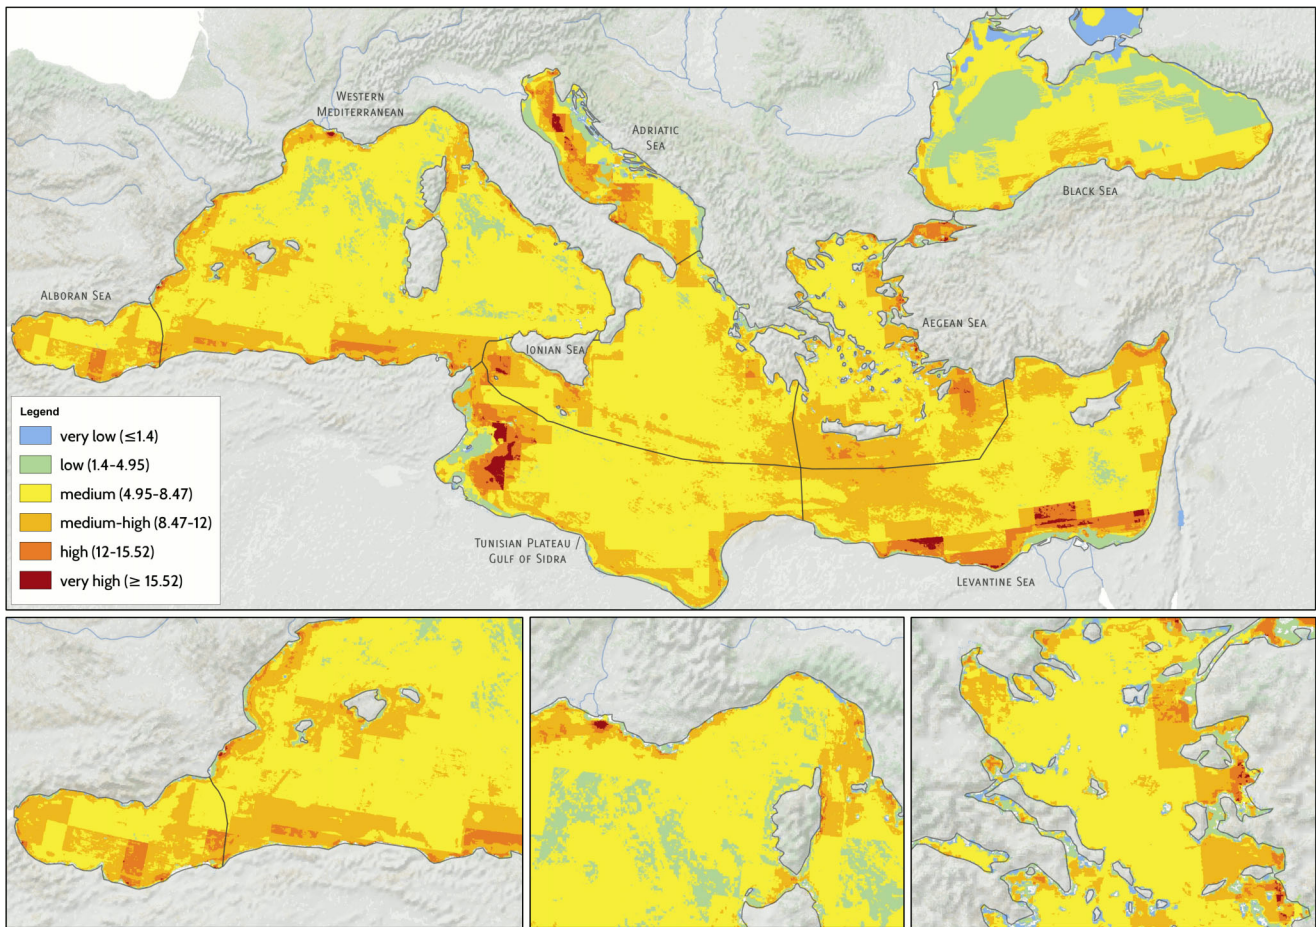 WESTERN
MEDITERRANEAN
ADRIATIC
SEA
BLACK SEA
ALBORAN SEA
AEGEAN SEA
IONIAN SEA
Legend
very low (≤1.4)
low (1.4-4.95)
medium (4.95-8.47)
medium-high (8.47-12)
high (12-15.52)
very high (≥ 15.52)
TUNISIAN PLATEAU /
GULF OF SIDRA
LEVANTINE SEA